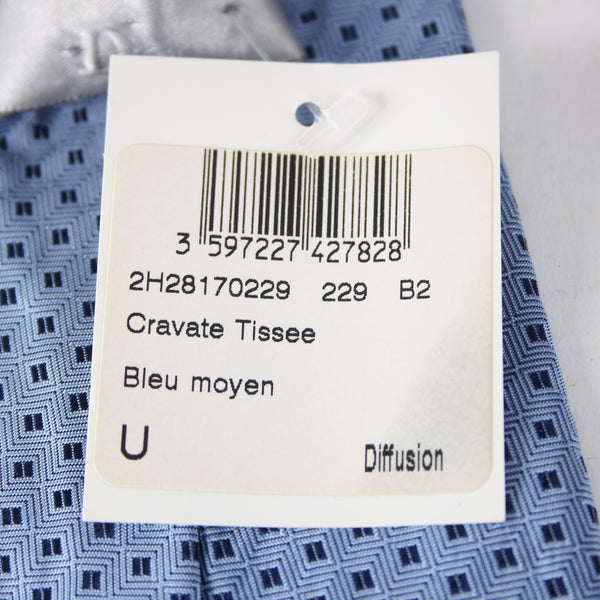 3 597227 427828
2H28170229 229 B2
Cravate Tissee
Bleu moyen
U Diffusion